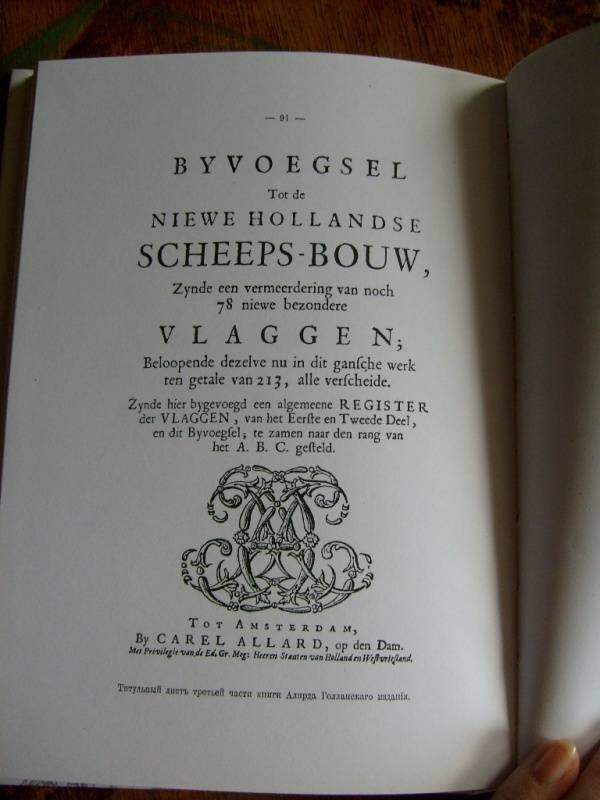 — 91 —
BYVOEGSEL
Tot de
NIEWE HOLLANDSE
SCHEEPS-BOUW,
Zynde een vermeerdering van noch
78 niewe bezondere
VLAGGEN;
Beloopende dezelve nu in dit ganſche werk
ten getale van 213, alle verſcheide.
Zynde hier bygevoegd een algemeene REGISTER
der VLAGGEN, van het Eerſte en Tweede Deel,
en dit Byvoegſel; te zamen naar den rang van
het A. B. C. geſteld.
TOT AMSTERDAM,
By CAREL ALLARD, op den Dam.
Met Privilegie van de Ed. Gr. Mog: Heeren Staaten van Holland en Weſtvrieſland.
Титульный листъ третьей части книги Алярда Голланскаго изданія.